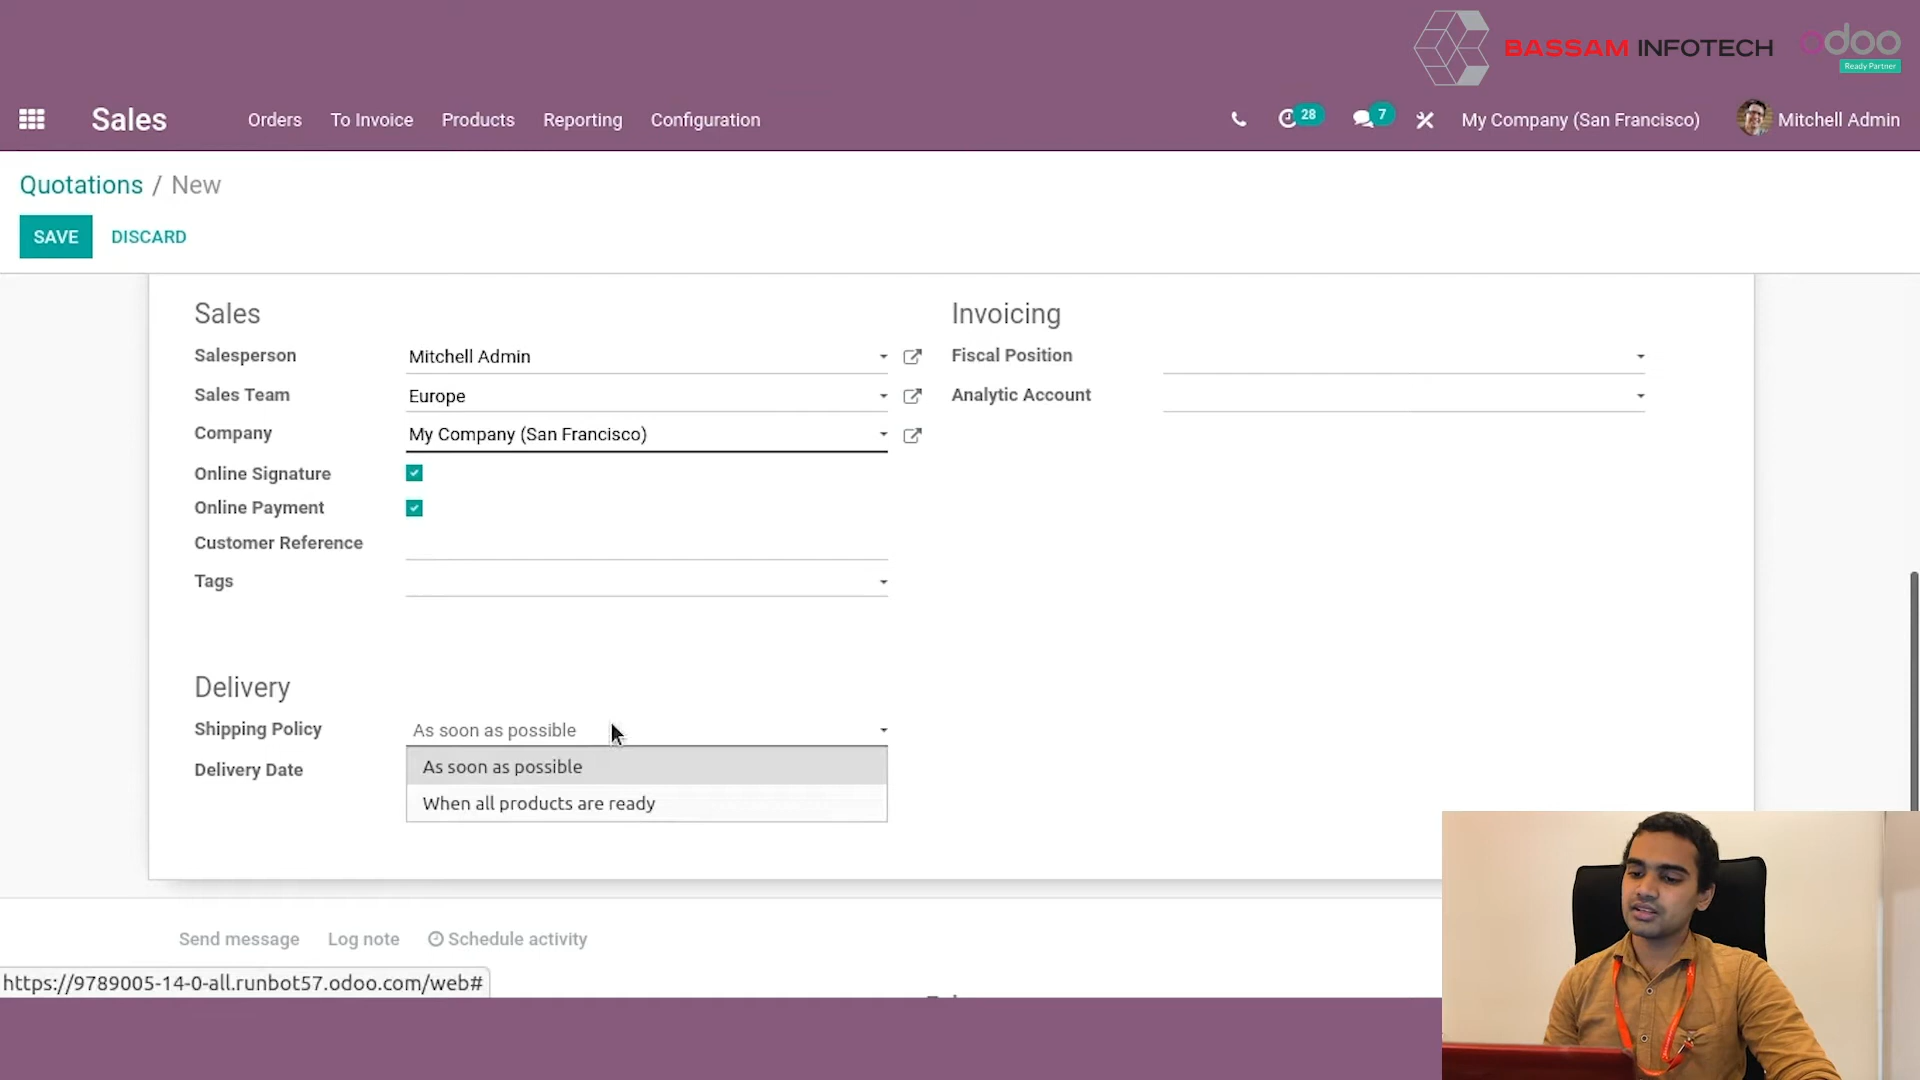 BASSAM INFOTECH
odoo
Ready Partner
Sales
Orders
To Invoice
Products
Reporting
Configuration
28
7
My Company (San Francisco)
Mitchell Admin
Quotations / New
SAVE
DISCARD
Sales
Salesperson
Mitchell Admin
Sales Team
Europe
Company
My Company (San Francisco)
Online Signature
Online Payment
Customer Reference
Tags
Invoicing
Fiscal Position
Analytic Account
Delivery
Shipping Policy
As soon as possible
As soon as possible
When all products are ready
Delivery Date
Send message
Log note
Schedule activity
https://9789005-14-0-all.runbot57.odoo.com/web#